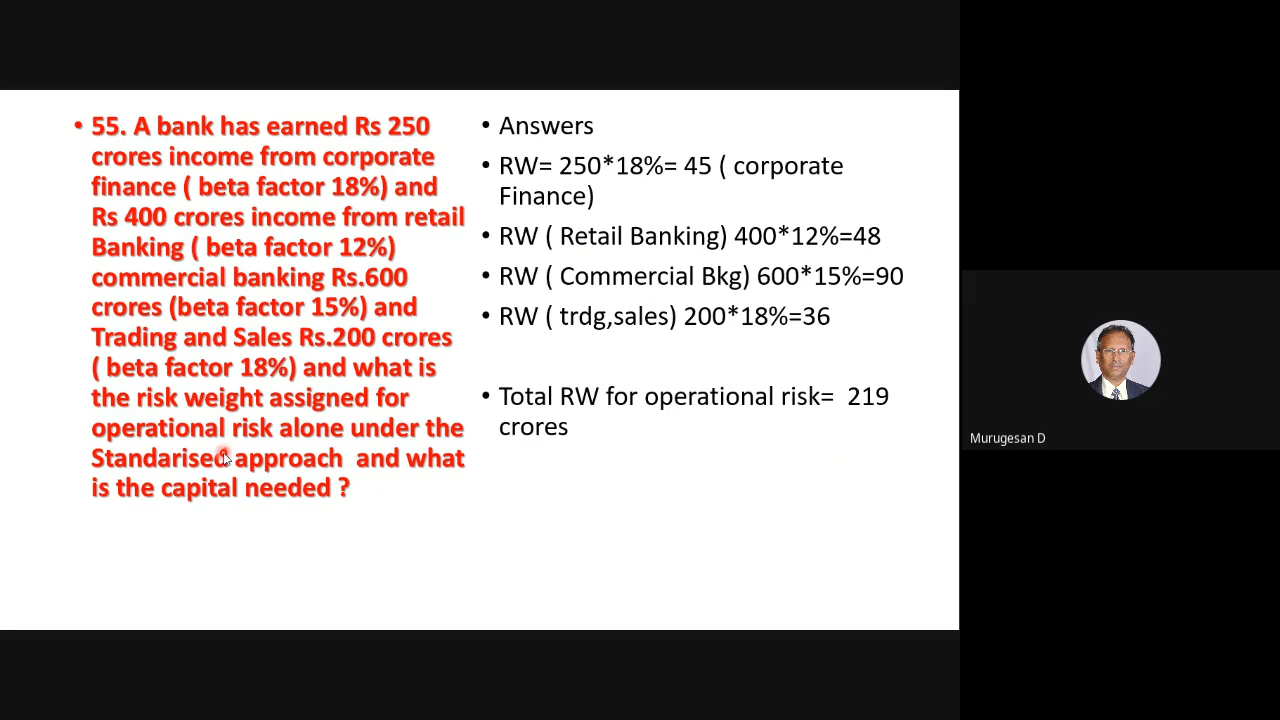 • 55. A bank has earned Rs 250
crores income from corporate
finance ( beta factor 18%) and
Rs 400 crores income from retail
Banking ( beta factor 12%)
commercial banking Rs.600
crores (beta factor 15%) and
Trading and Sales Rs.200 crores
( beta factor 18%) and what is
the risk weight assigned for
operational risk alone under the
Standarised approach and what
is the capital needed ?
• Answers
• RW= 250*18%= 45 ( corporate
Finance)
• RW ( Retail Banking) 400*12%=48
• RW ( Commercial Bkg) 600*15%=90
• RW ( trdg,sales) 200*18%=36
• Total RW for operational risk= 219
crores
Murugesan D